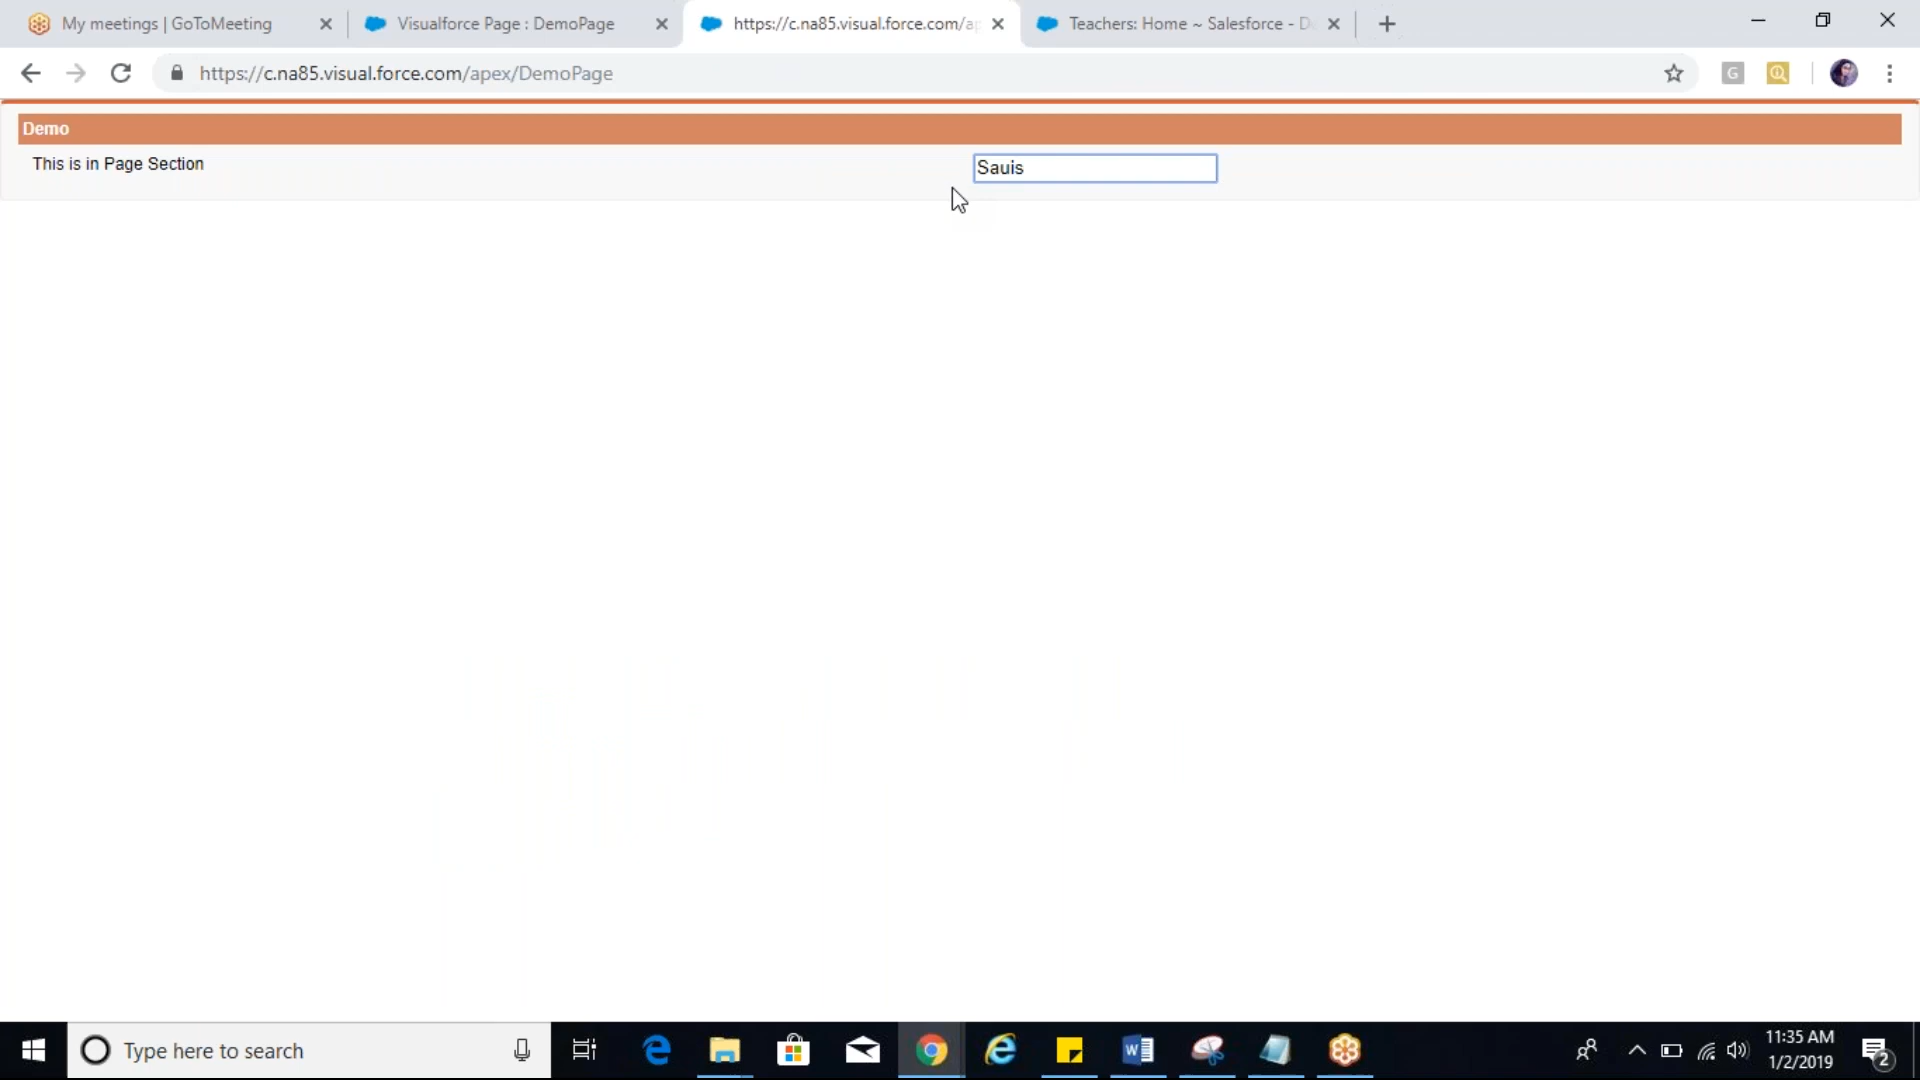 My meetings | GoToMeeting
Visualforce Page : DemoPage
https://c.na85.visual.force.com/ap
Teachers: Home ~ Salesforce - D
https://c.na85.visual.force.com/apex/DemoPage
G
Demo
This is in Page Section
Sauis
Type here to search
11:35 AM
1/2/2019
2